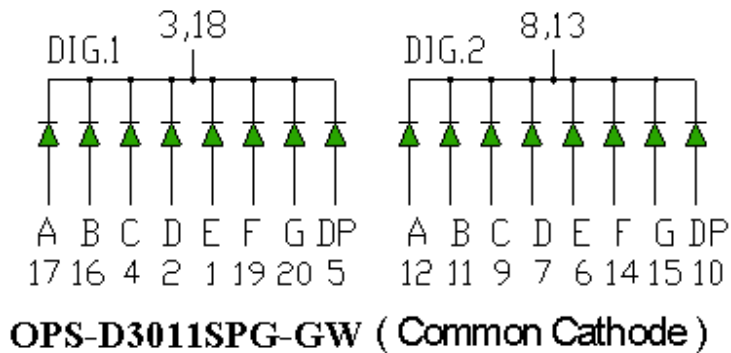 DIG.1 3,18 DIG.2 8,13
A B C D E F G DP A B C D E F G DP
17 16 4 2 1 19 20 5 12 11 9 7 6 14 15 10
OPS-D3011SPG-GW ( Common Cathode )